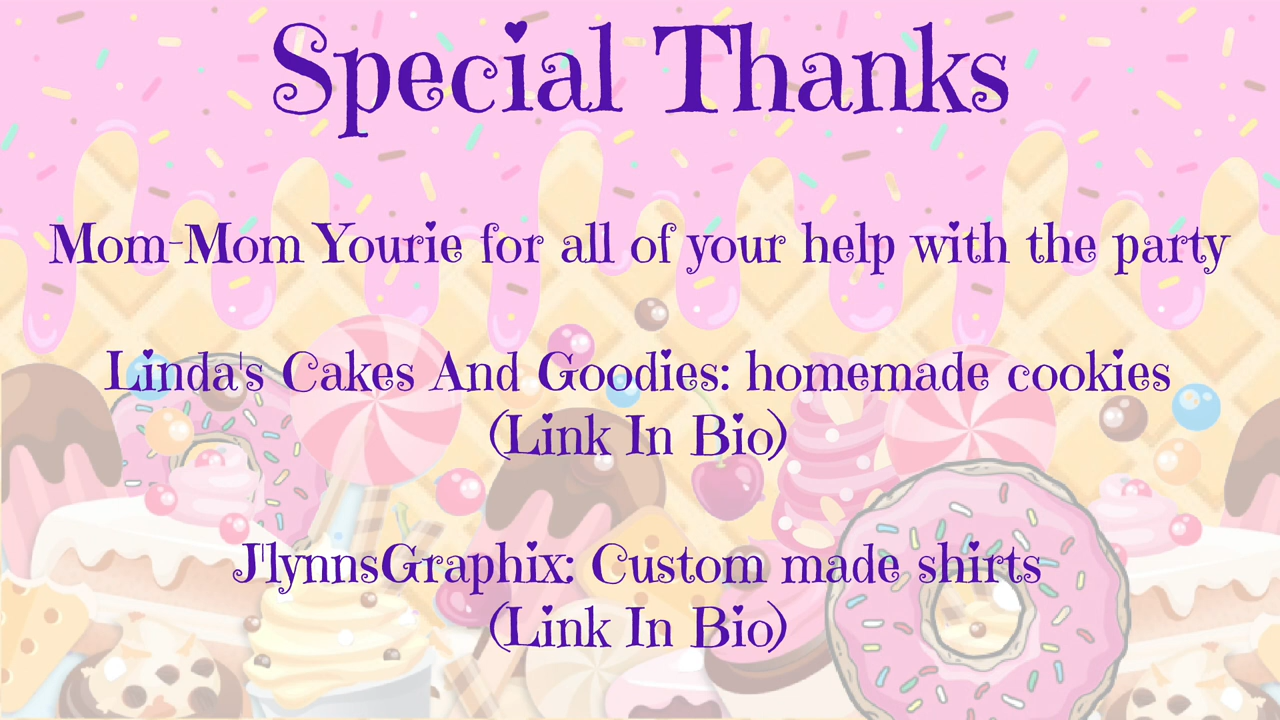 Special Thanks
Mom-Mom Yourie for all of your help with the party
Linda's Cakes And Goodies: homemade cookies
(Link In Bio)
J'lynnsGraphix: Custom made shirts
(Link In Bio)